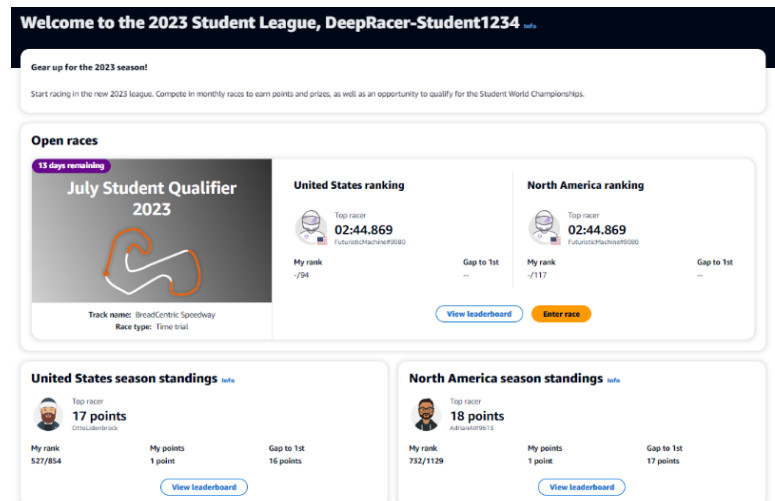 Welcome to the 2023 Student League, DeepRacer-Student1234 Info
Gear up for the 2023 season!
Start racing in the new 2023 league. Compete in monthly races to earn points and prizes, as well as an opportunity to qualify for the Student World Championships.
Open races
13 days remaining
July Student Qualifier
2023
Track name: BreadCentric Speedway
Race type: Time trial
United States ranking
Top racer
02:44.869
FuturisticMachine#9080
My rank
Gap to 1st
-/94
--
North America ranking
Top racer
02:44.869
FuturisticMachine#9080
My rank
Gap to 1st
-/117
--
View leaderboard
Enter race
United States season standings Info
Top racer
17 points
OttoLidenbrock
My rank
My points
Gap to 1st
527/854
1 point
16 points
View leaderboard
North America season standings Info
Top racer
18 points
My rank
My points
Gap to 1st
732/1129
1 point
17 points
View leaderboard